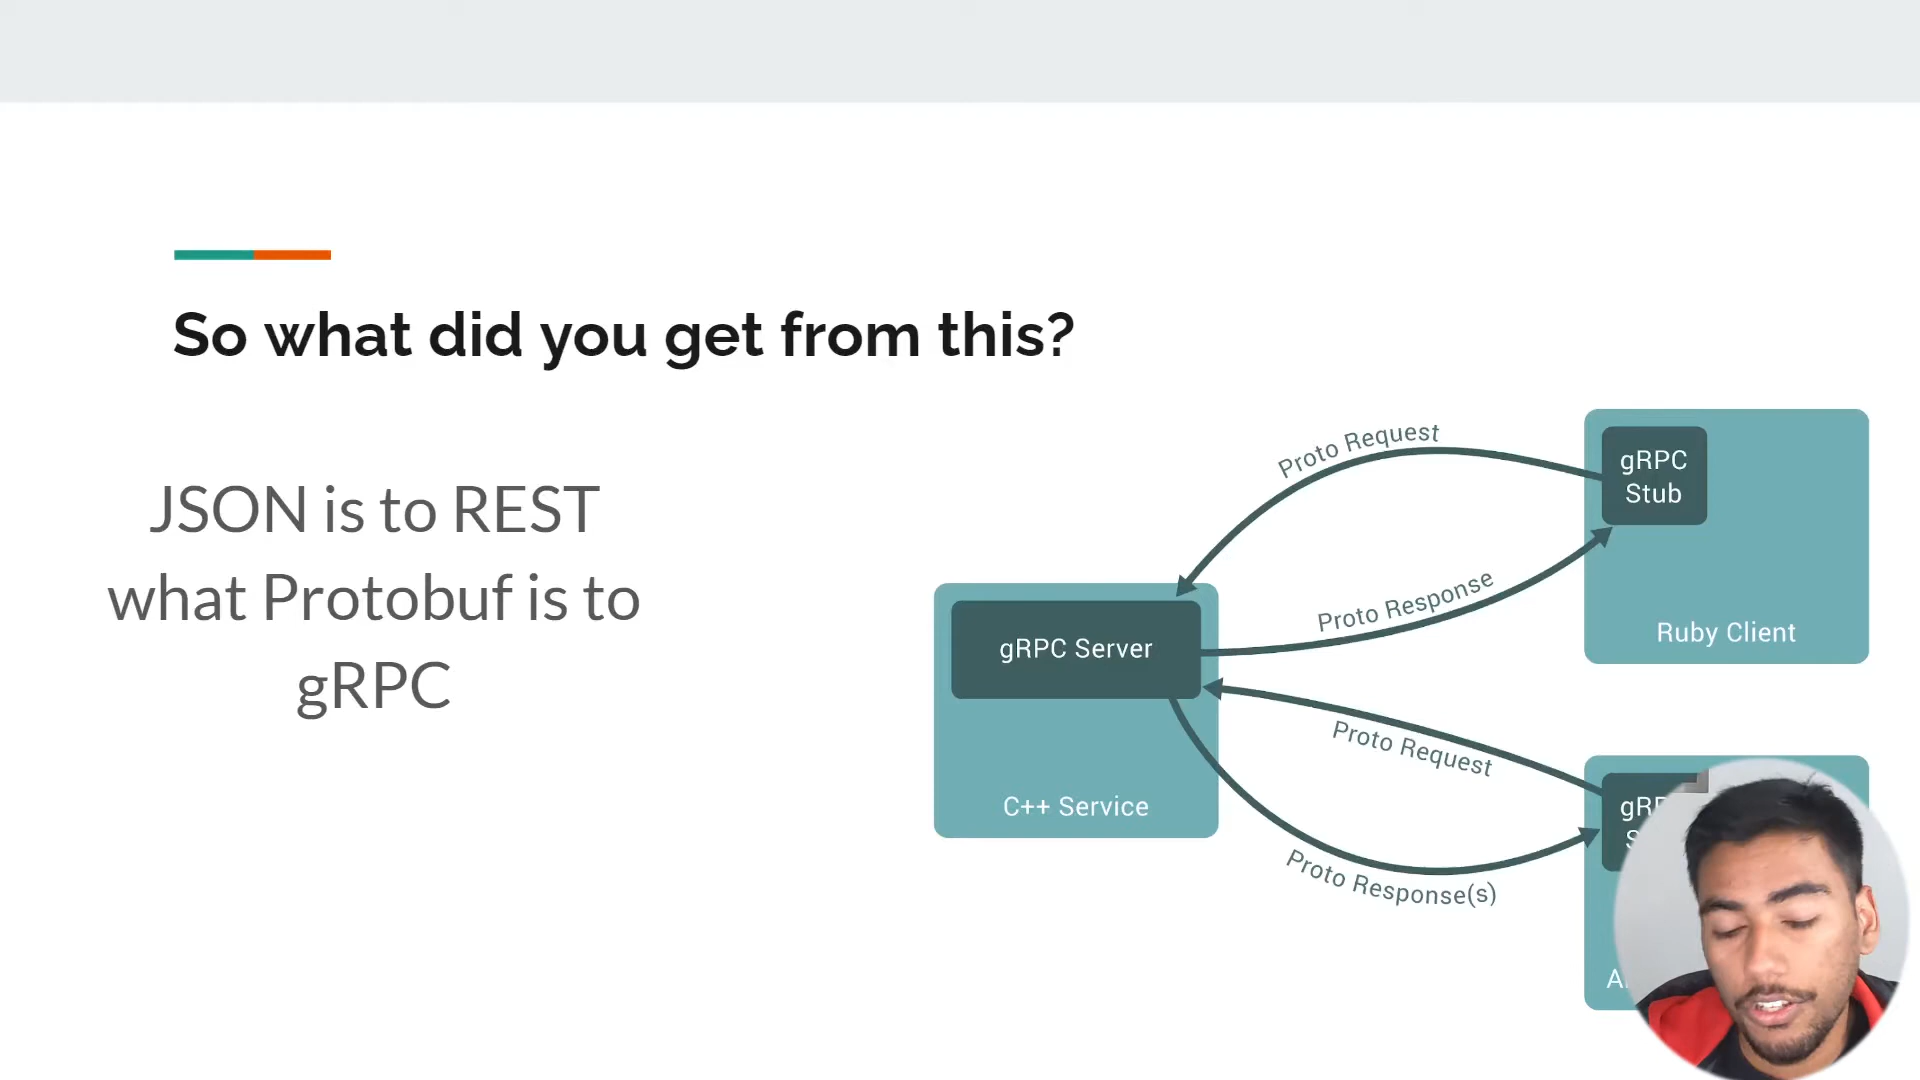 So what did you get from this?
JSON is to REST
what Protobuf is to
gRPC
Proto Request
gRPC
Stub
Proto Response
Ruby Client
gRPC Server
C++ Service
Proto Request
Proto Response(s)